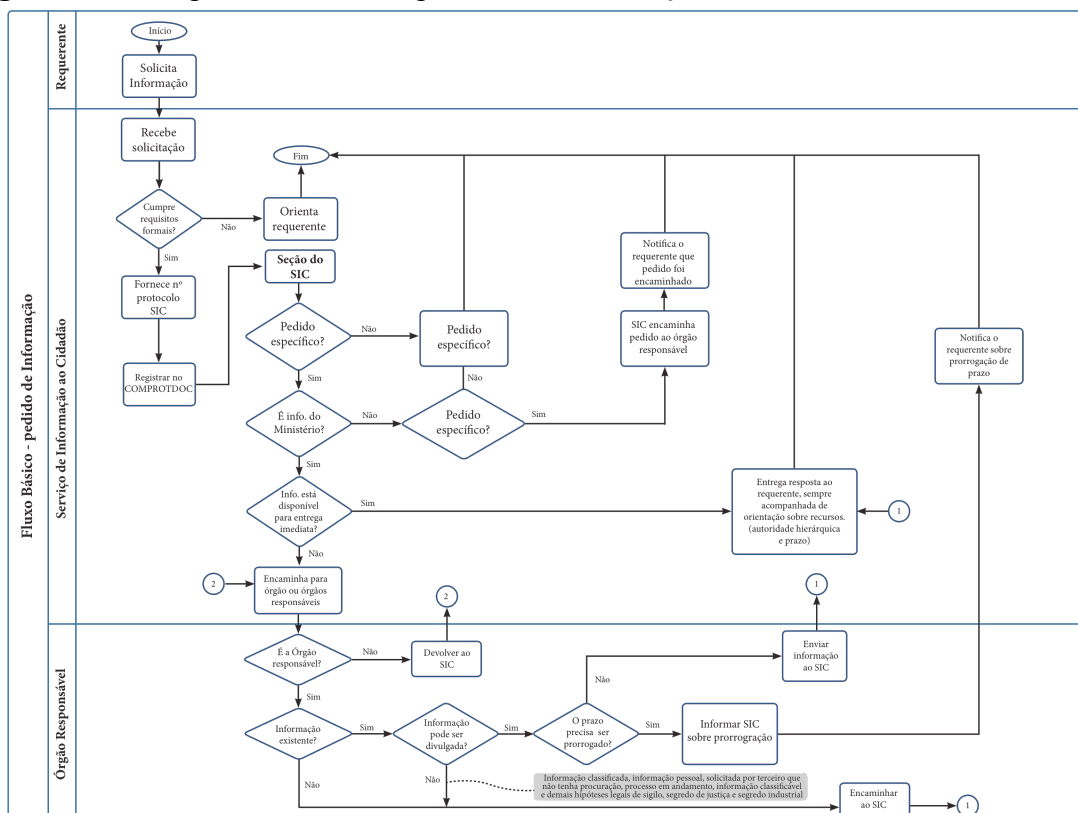 Fluxo Básico - pedido de Informação
Requerente
Início
Solicita
Informação
Serviço de Informação ao Cidadão
Recebe
solicitação
Cumpre
requisitos
formais?
Não
Sim
Orienta
requerente
Fim
Fornece nº
protocolo
SIC
Registrar no
COMPROTDOC
Seção do
SIC
Pedido
específico?
Não
Sim
Pedido
específico?
Não
É info. do
Ministério?
Não
Sim
Pedido
específico?
Sim
SIC encaminha
pedido ao órgão
responsável
Notifica o
requerente que
pedido foi
encaminhado
Notifica o
requerente sobre
prorrogação de
prazo
Info. está
disponível
para entrega
imediata?
Sim
Não
Entrega resposta ao
requerente, sempre
acompanhada de
orientação sobre recursos.
(autoridade hierárquica
e prazo)
1
2
Encaminha para
órgão ou órgãos
responsáveis
2
1
Órgão Responsável
É a Órgão
responsável?
Não
Sim
Devolver ao
SIC
Enviar
informação
ao SIC
Informação
existente?
Sim
Não
Informação
pode ser
divulgada?
Sim
Não
O prazo
precisa ser
prorrogado?
Não
Sim
Informar SIC
sobre prorrogração
Informação classificada, informação pessoal, solicitada por terceiro que
não tenha procuração, processo em andamento, informação classificável
e demais hipóteses legais de sigilo, segredo de justiça e segredo industrial
Encaminhar
ao SIC
1